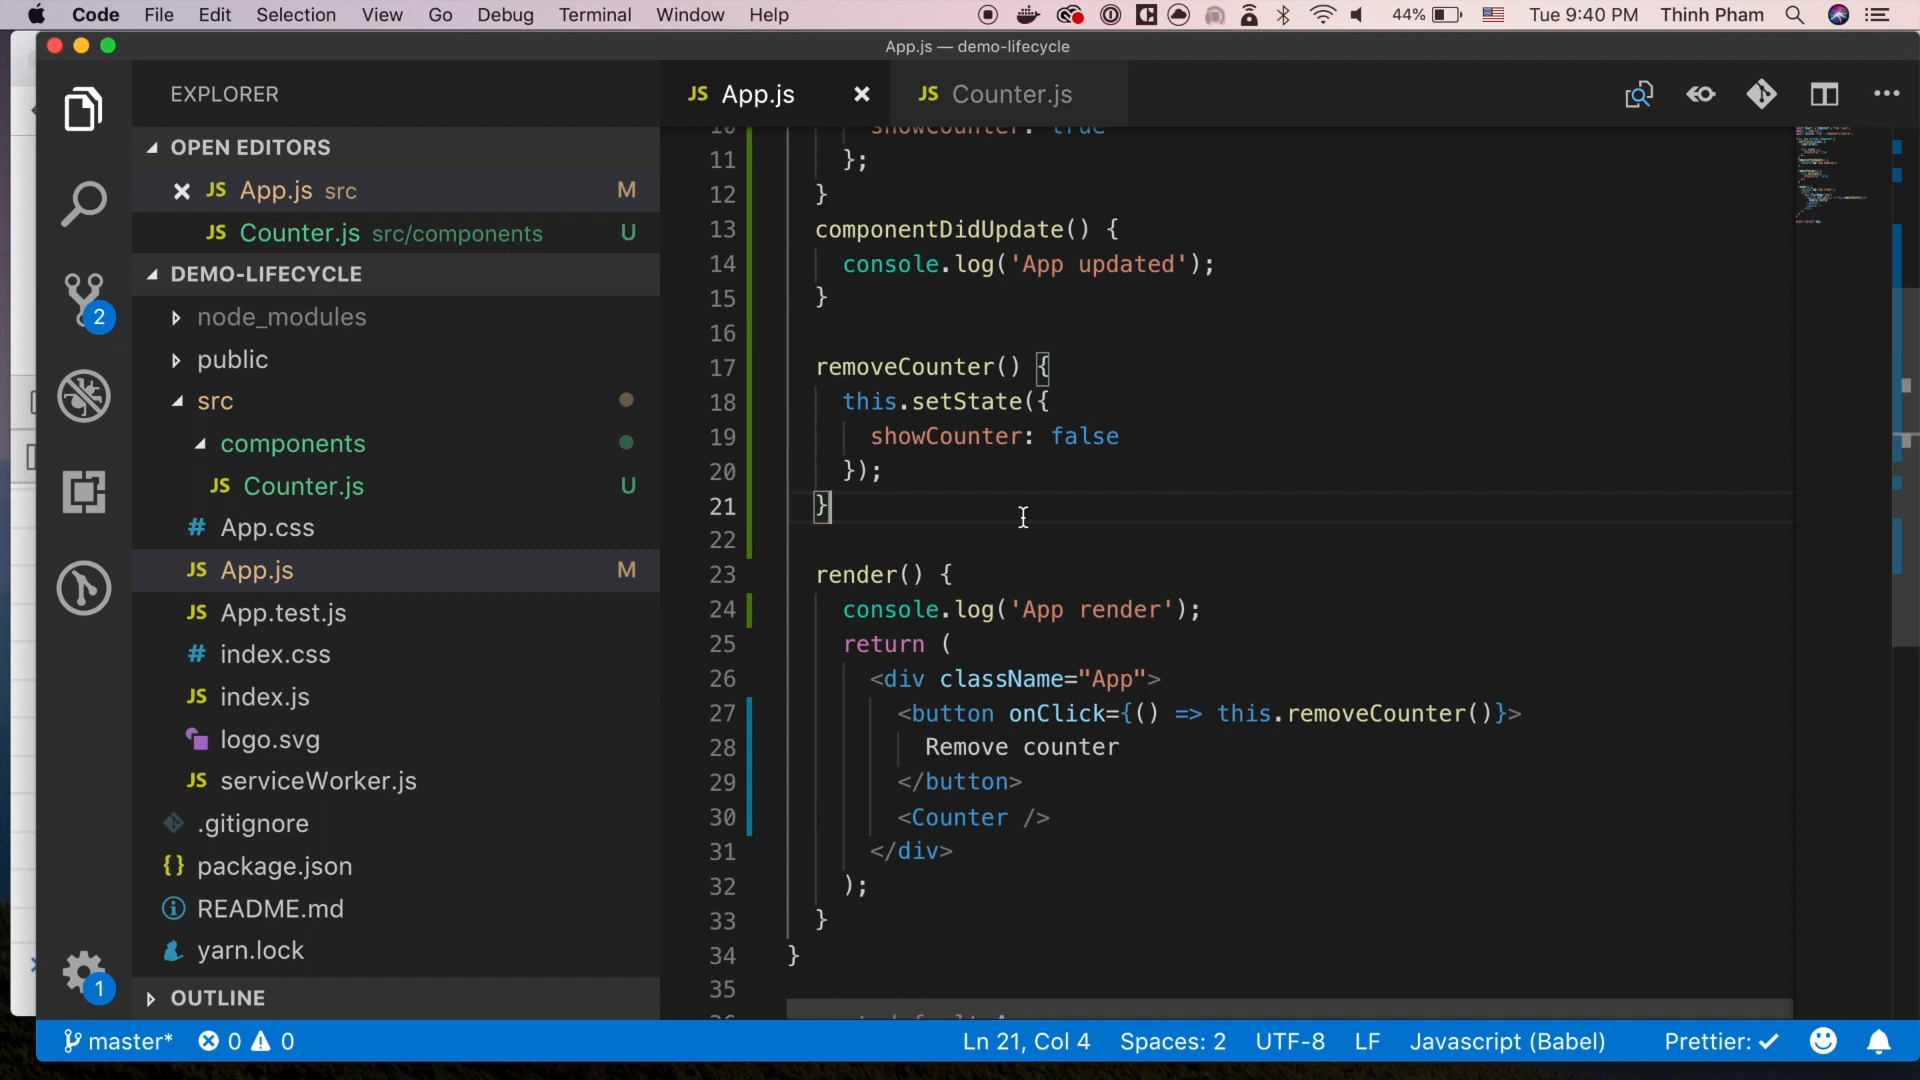 Code File Edit Selection View Go Debug Terminal Window Help 44% Tue 9:40 PM Thinh Pham
App.js — demo-lifecycle
EXPLORER
OPEN EDITORS
JS App.js src M
JS Counter.js src/components U
DEMO-LIFECYCLE
node_modules
public
src
components
JS Counter.js U
# App.css
JS App.js M
JS App.test.js
# index.css
JS index.js
logo.svg
JS serviceWorker.js
.gitignore
{} package.json
README.md
yarn.lock
OUTLINE
2
1
JS App.js
JS Counter.js
10 showCounter: true
11 };
12 }
13 componentDidUpdate() {
14 console.log('App updated');
15 }
16
17 removeCounter() {
18 this.setState({
19 showCounter: false
20 });
21 }
22
23 render() {
24 console.log('App render');
25 return (
26 <div className="App">
27 <button onClick={() => this.removeCounter()}>
28 Remove counter
29 </button>
30 <Counter />
31 </div>
32 );
33 }
34 }
35
master* 0 0 Ln 21, Col 4 Spaces: 2 UTF-8 LF Javascript (Babel) Prettier: ✓